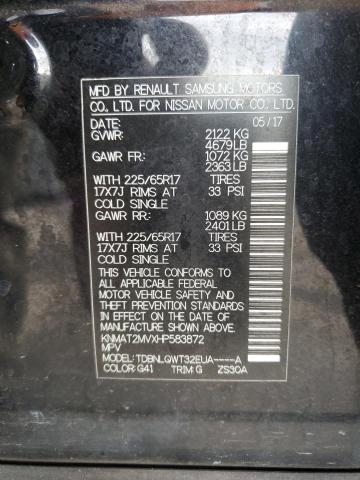 MFD BY RENAULT SAMSUNG MOTORS
CO., LTD. FOR NISSAN MOTOR CO., LTD.
DATE: 05/17
GVWR: 2122 KG
4679 LB
GAWR FR: 1072 KG
2363 LB
WITH 225/65R17 TIRES
17X7J RIMS AT 33 PSI
COLD SINGLE
GAWR RR: 1089 KG
2401 LB
WITH 225/65R17 TIRES
17X7J RIMS AT 33 PSI
COLD SINGLE
THIS VEHICLE CONFORMS TO
ALL APPLICABLE FEDERAL
MOTOR VEHICLE SAFETY AND
THEFT PREVENTION STANDARDS
IN EFFECT ON THE DATE OF
MANUFACTURE SHOWN ABOVE.
KNMAT2MVXHP583872
MPV
MODEL: TDBNLQWT32EUA----A
COLOR: G41 TRIM: G ZS30A